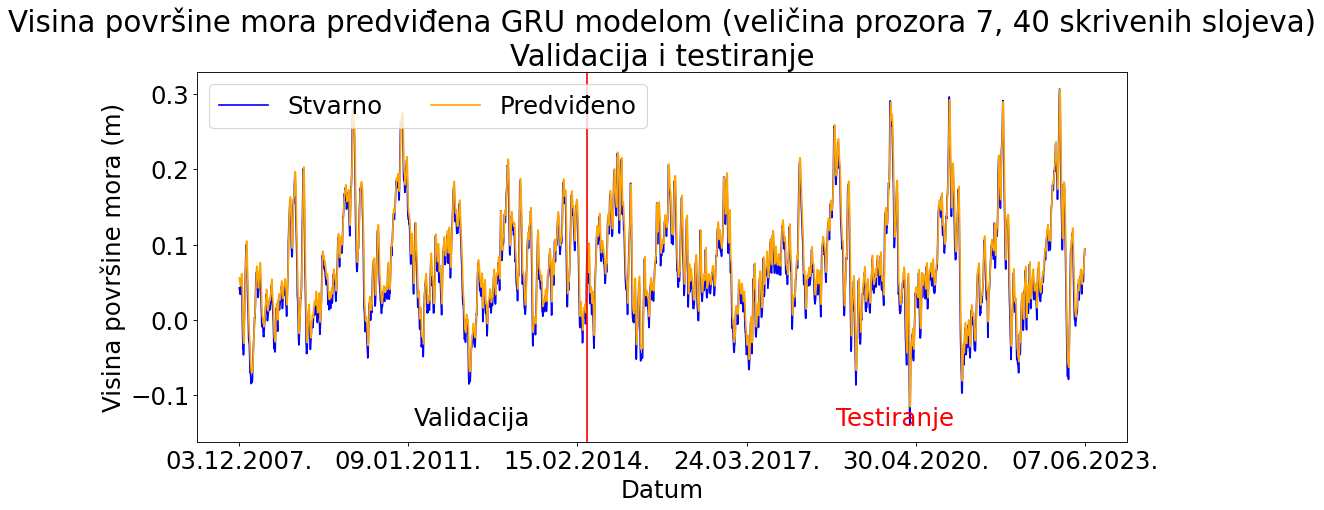 Visina površine mora predviđena GRU modelom (veličina prozora 7, 40 skrivenih slojeva)
Validacija i testiranje
Stvarno
Predviđeno
Visina površine mora (m)
0.3
0.2
0.1
0.0
−0.1
Validacija
Testiranje
03.12.2007.
09.01.2011.
15.02.2014.
24.03.2017.
30.04.2020.
07.06.2023.
Datum